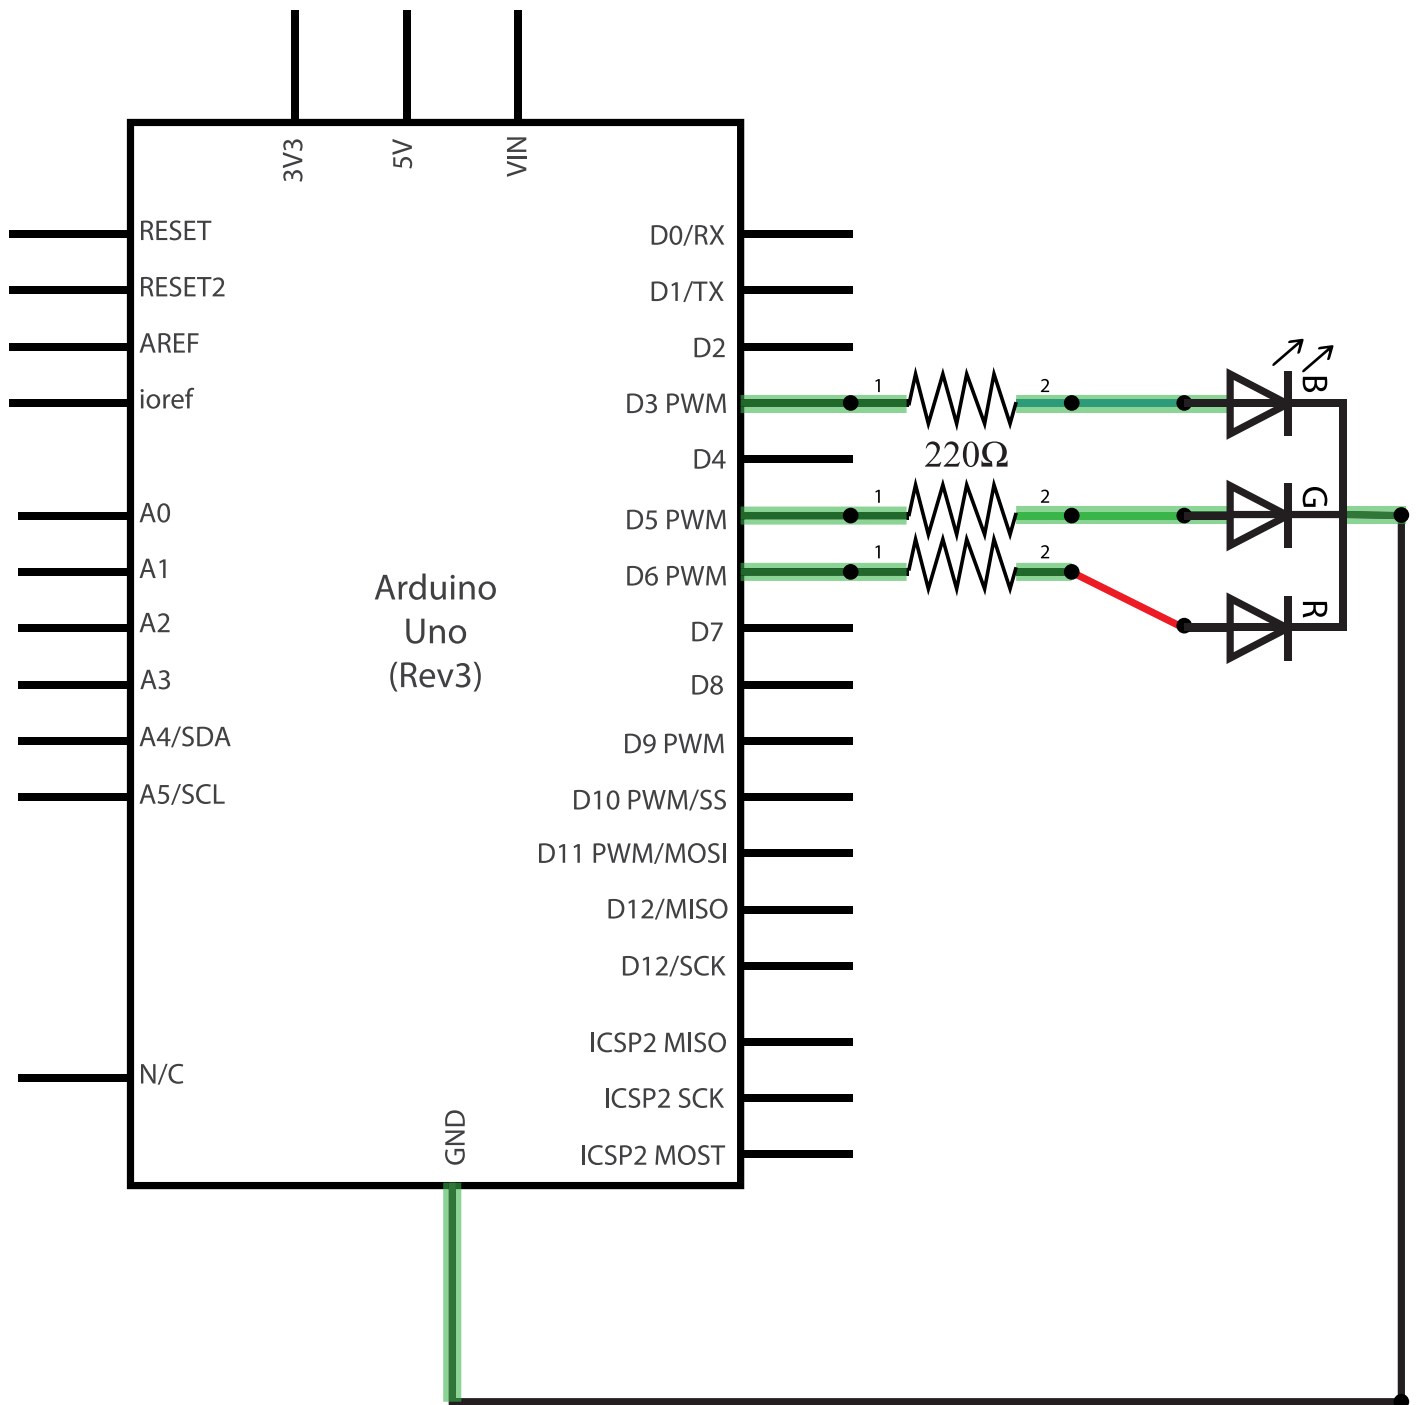 3V3
5V
VIN
RESET
RESET2
AREF
ioref
A0
A1
A2
A3
A4/SDA
A5/SCL
N/C
Arduino
Uno
(Rev3)
GND
D0/RX
D1/TX
D2
D3 PWM
D4
D5 PWM
D6 PWM
D7
D8
D9 PWM
D10 PWM/SS
D11 PWM/MOSI
D12/MISO
D12/SCK
ICSP2 MISO
ICSP2 SCK
ICSP2 MOST
1 2
220Ω
1 2
1 2
B
G
R